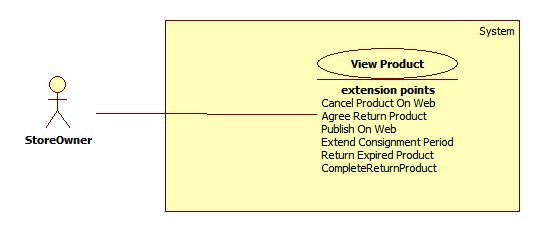 System
View Product
extension points
Cancel Product On Web
Agree Return Product
Publish On Web
Extend Consignment Period
Return Expired Product
CompleteReturnProduct
StoreOwner